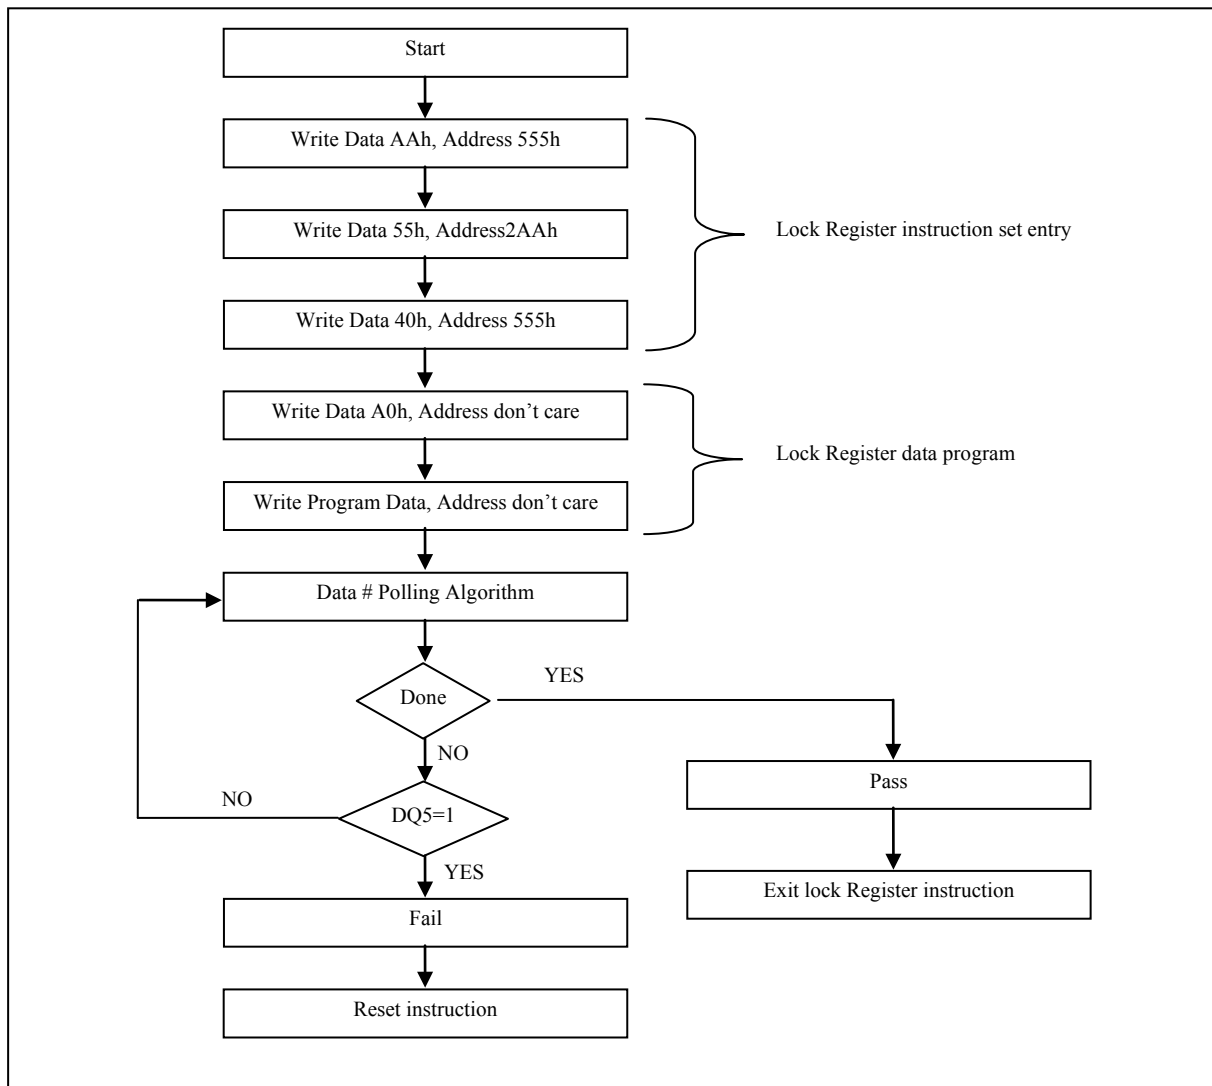 Start
Write Data AAh, Address 555h
Write Data 55h, Address2AAh
Lock Register instruction set entry
Write Data 40h, Address 555h
Write Data A0h, Address don’t care
Lock Register data program
Write Program Data, Address don’t care
Data # Polling Algorithm
YES
Done
NO
Pass
NO
DQ5=1
YES
Exit lock Register instruction
Fail
Reset instruction